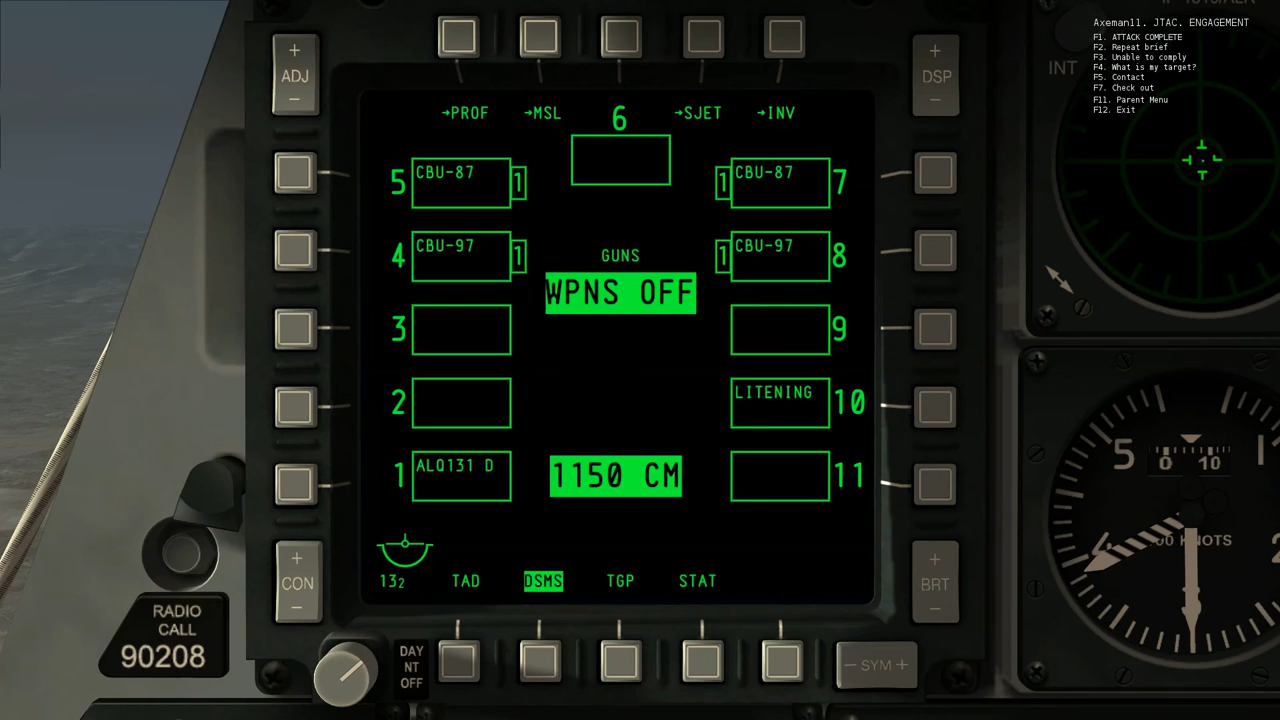 Axeman11. JTAC. ENGAGEMENT
F1. ATTACK COMPLETE
F2. Repeat brief
F3. Unable to comply
F4. What is my target?
F5. Contact
F7. Check out
F11. Parent Menu
F12. Exit
+ ADJ −
+ DSP −
INT
→PROF →MSL 6 →SJET →INV
5 CBU-87 1
1 CBU-87 7
4 CBU-97 1
1 CBU-97 8
GUNS
WPNS OFF
3
9
2
LITENING 10
1 ALQ131 D
1150 CM
11
5 0 10 1
KNOTS
2
132 TAD DSMS TGP STAT
+ CON −
+ BRT −
RADIO
CALL
90208
DAY
NT
OFF
− SYM +